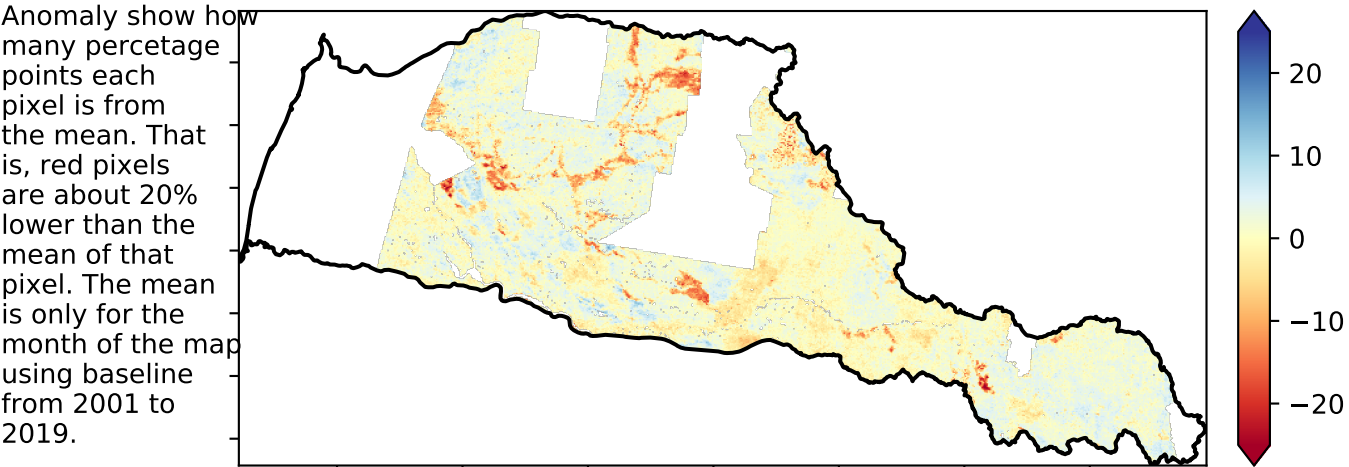 Anomaly show how
many percetage
points each
pixel is from
the mean. That
is, red pixels
are about 20%
lower than the
mean of that
pixel. The mean
is only for the
month of the map
using baseline
from 2001 to
2019.
20
10
0
−10
−20